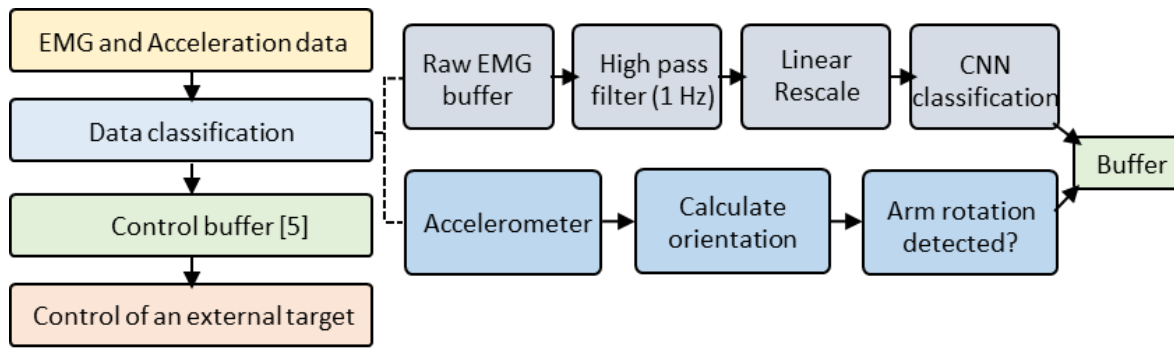 EMG and Acceleration data
Data classification
Control buffer [5]
Control of an external target
Raw EMG
buffer
High pass
filter (1 Hz)
Linear
Rescale
CNN
classification
Accelerometer
Calculate
orientation
Arm rotation
detected?
Buffer